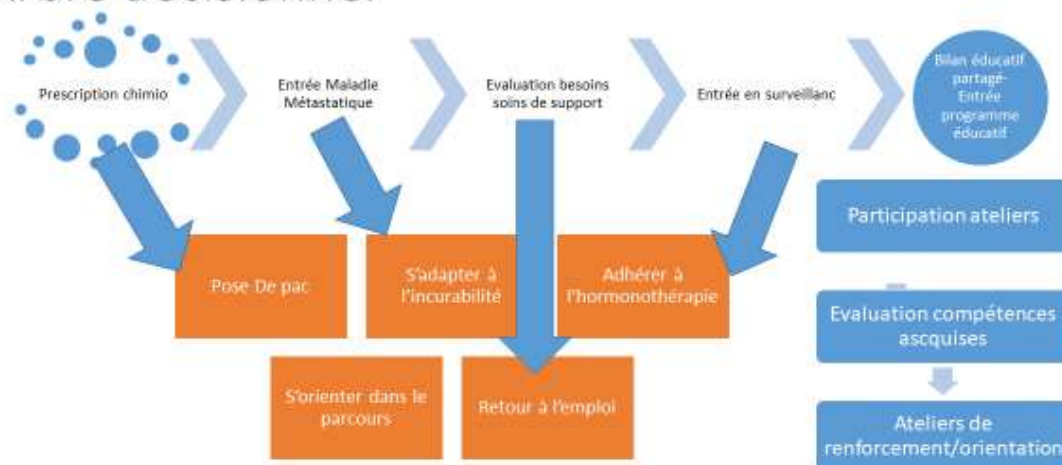 Prescription chimio
Entrée Maladie
Métastatique
Evaluation besoins
soins de support
Entrée en surveillanc
Bilan éducatif
partagé-
Entrée
programme
éducatif
Participation ateliers
Pose De pac
S'adapter à
l'incurabilité
Adhérer à
l'hormonothérapie
Evaluation compétences
ascquises
S'orienter dans le
parcours
Retour à l'emploi
Ateliers de
renforcement/orientation